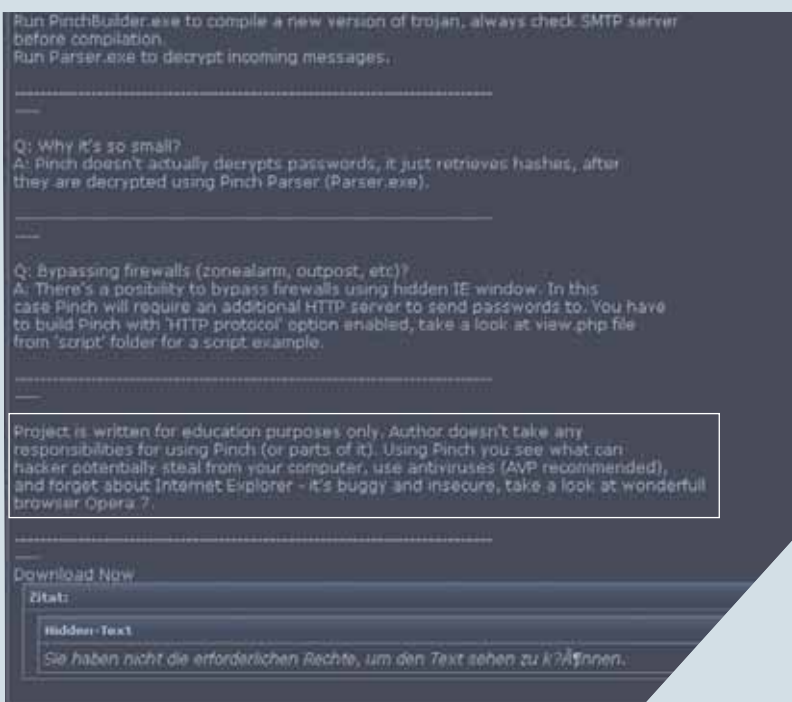 Run PinchBuilder.exe to compile a new version of trojan, always check SMTP server
before compilation.
Run Parser.exe to decrypt incoming messages.
Q: Why it's so small?
A: Pinch doesn't actually decrypts passwords, it just retrieves hashes, after
they are decrypted using Pinch Parser (Parser.exe).
Q: Bypassing firewalls (zonealarm, outpost, etc)?
A: There's a posibility to bypass firewalls using hidden IE window. In this
case Pinch will require an additional HTTP server to send passwords to. You have
to build Pinch with 'HTTP protocol' option enabled, take a look at view.php file
from 'script' folder for a script example.
Project is written for education purposes only. Author doesn't take any
responsibilities for using Pinch (or parts of it). Using Pinch you see what can
hacker potentially steal from your computer, use antiviruses (AVP recommended),
and forget about Internet Explorer - it's buggy and insecure, take a look at wonderfull
browser Opera 7.
Download Now
Zitat:
Hidden-Text
Sie haben nicht die erforderlichen Rechte, um den Text sehen zu k?Ã¶nnen.